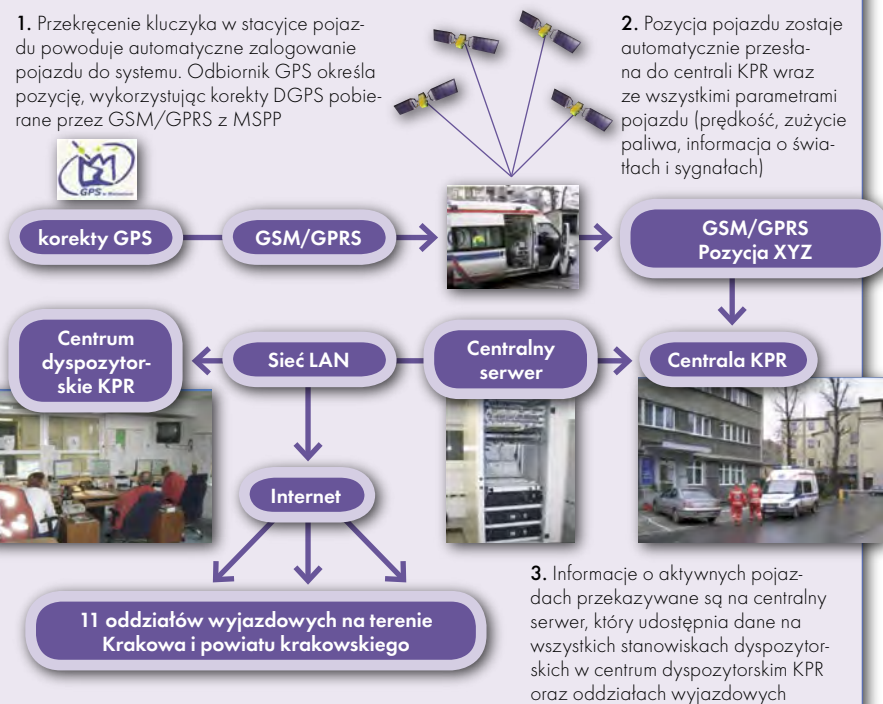 1. Przekręcenie kluczyka w stacyjce pojaz-
du powoduje automatyczne zalogowanie
pojazdu do systemu. Odbiornik GPS określa
pozycję, wykorzystując korekty DGPS pobie-
rane przez GSM/GPRS z MSPP
2. Pozycja pojazdu zostaje
automatycznie przesła-
na do centrali KPR wraz
ze wszystkimi parametrami
pojazdu (prędkość, zużycie
paliwa, informacja o świa-
tłach i sygnałach)
korekty GPS
GSM/GPRS
GSM/GPRS
Pozycja XYZ
Centrum
dyspozytor-
skie KPR
Sieć LAN
Centralny
serwer
Centrala KPR
Internet
11 oddziałów wyjazdowych na terenie
Krakowa i powiatu krakowskiego
3. Informacje o aktywnych pojaz-
dach przekazywane są na centralny
serwer, który udostępnia dane na
wszystkich stanowiskach dyspozytor-
skich w centrum dyspozytorskim KPR
oraz oddziałach wyjazdowych